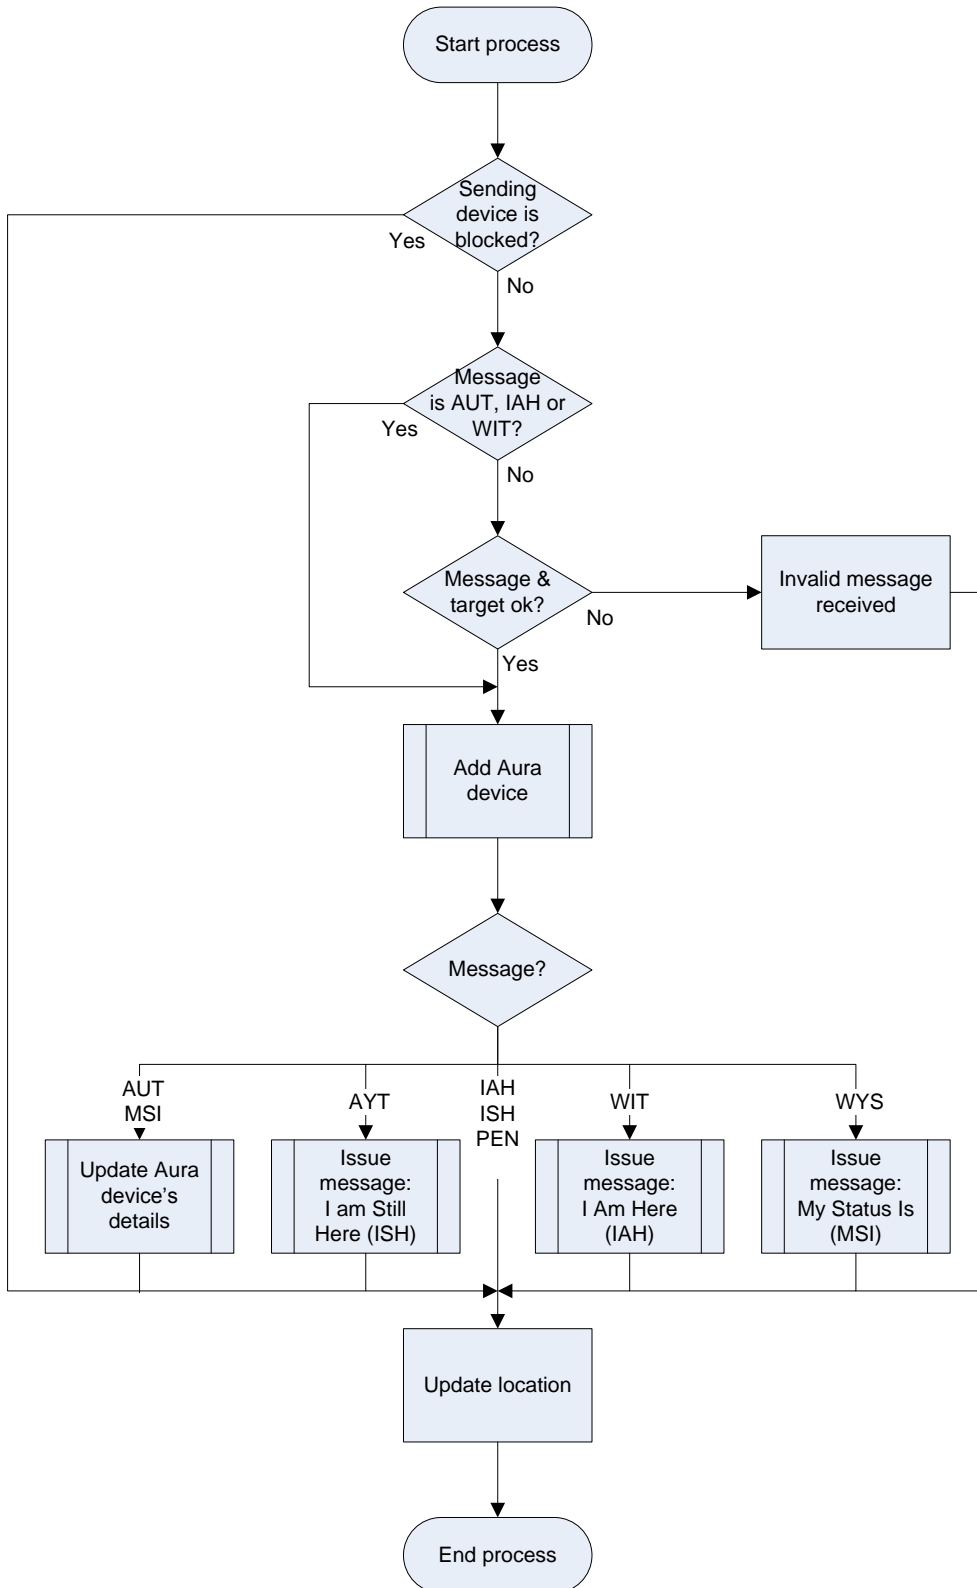 Start process
Sending
device is
blocked?
Yes
No
Message
is AUT, IAH or
WIT?
Yes
No
Message &
target ok?
No
Yes
Invalid message
received
Add Aura
device
Message?
AUT
MSI
AYT
IAH
ISH
PEN
WIT
WYS
Update Aura
device’s
details
Issue
message:
I am Still
Here (ISH)
Issue
message:
I Am Here
(IAH)
Issue
message:
My Status Is
(MSI)
Update location
End process